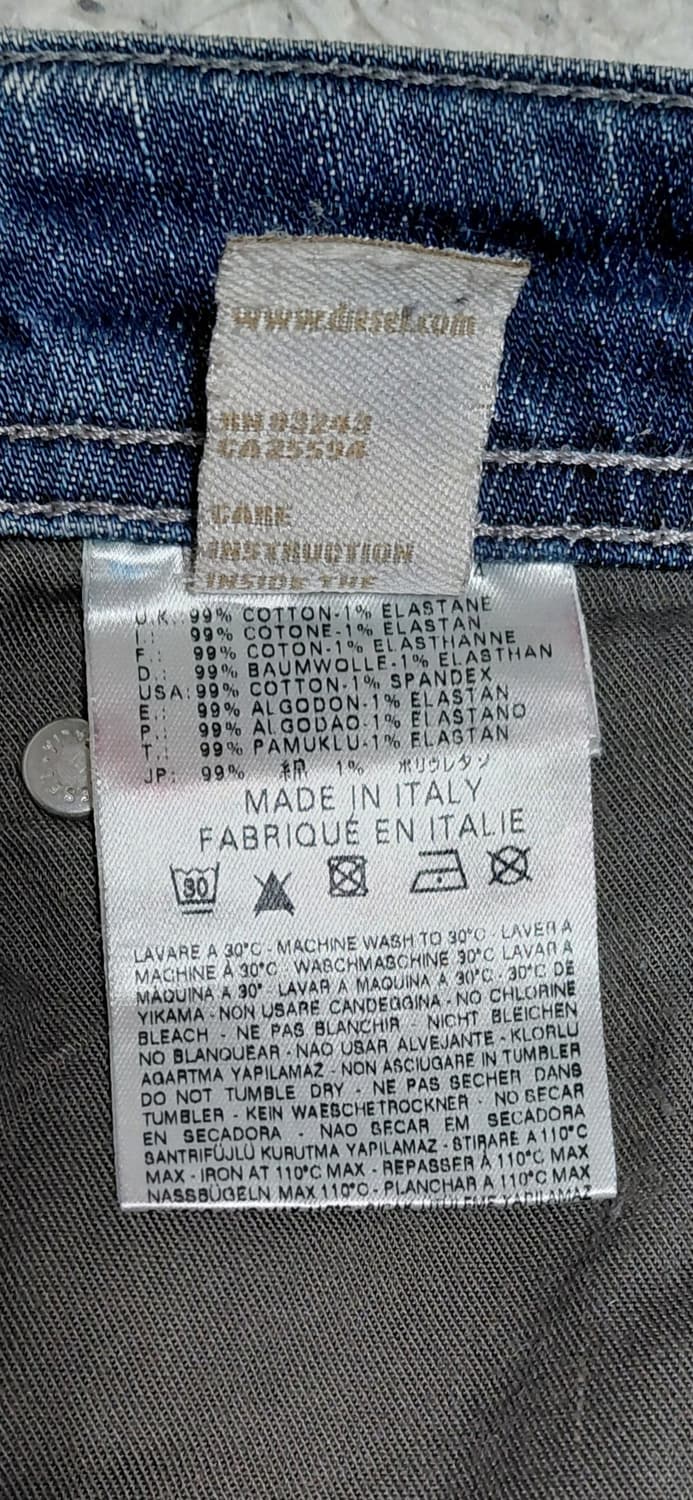 www.diesel.com
RN 93243
CA 25594
CARE
INSTRUCTION
INSIDE THE
U.K.: 99% COTTON-1% ELASTANE
I.: 99% COTONE-1% ELASTAN
F.: 99% COTON-1% ELASTHANNE
D.: 99% BAUMWOLLE-1% ELASTHAN
USA: 99% COTTON-1% SPANDEX
E.: 99% ALGODON-1% ELASTAN
P.: 99% ALGODAO-1% ELASTANO
T.: 99% PAMUKLU-1% ELASTAN
JP: 99% 綿 1% ポリウレタン
MADE IN ITALY
FABRIQUÉ EN ITALIE
30
LAVARE A 30°C - MACHINE WASH TO 30°C - LAVER A
MACHINE À 30°C - WASCHMASCHINE 30°C LAVAR A
MAQUINA A 30° - LAVAR A MAQUINA A 30°C - 30°C DE
YIKAMA - NON USARE CANDEGGINA - NO CHLORINE
BLEACH - NE PAS BLANCHIR - NICHT BLEICHEN
NO BLANQUEAR - NAO USAR ALVEJANTE - KLORLU
AGARTMA YAPILAMAZ - NON ASCIUGARE IN TUMBLER
DO NOT TUMBLE DRY - NE PAS SECHER DANS
TUMBLER - KEIN WAESCHETROCKNER - NO SECAR
EN SECADORA - NAO SECAR EM SECADORA
SANTRIFÜJLÜ KURUTMA YAPILAMAZ - STIRARE A 110°C
MAX - IRON AT 110°C MAX - REPASSER À 110°C MAX
NASSBÜGELN MAX 110°C - PLANCHAR A 110°C MAX
YAPILAMAZ